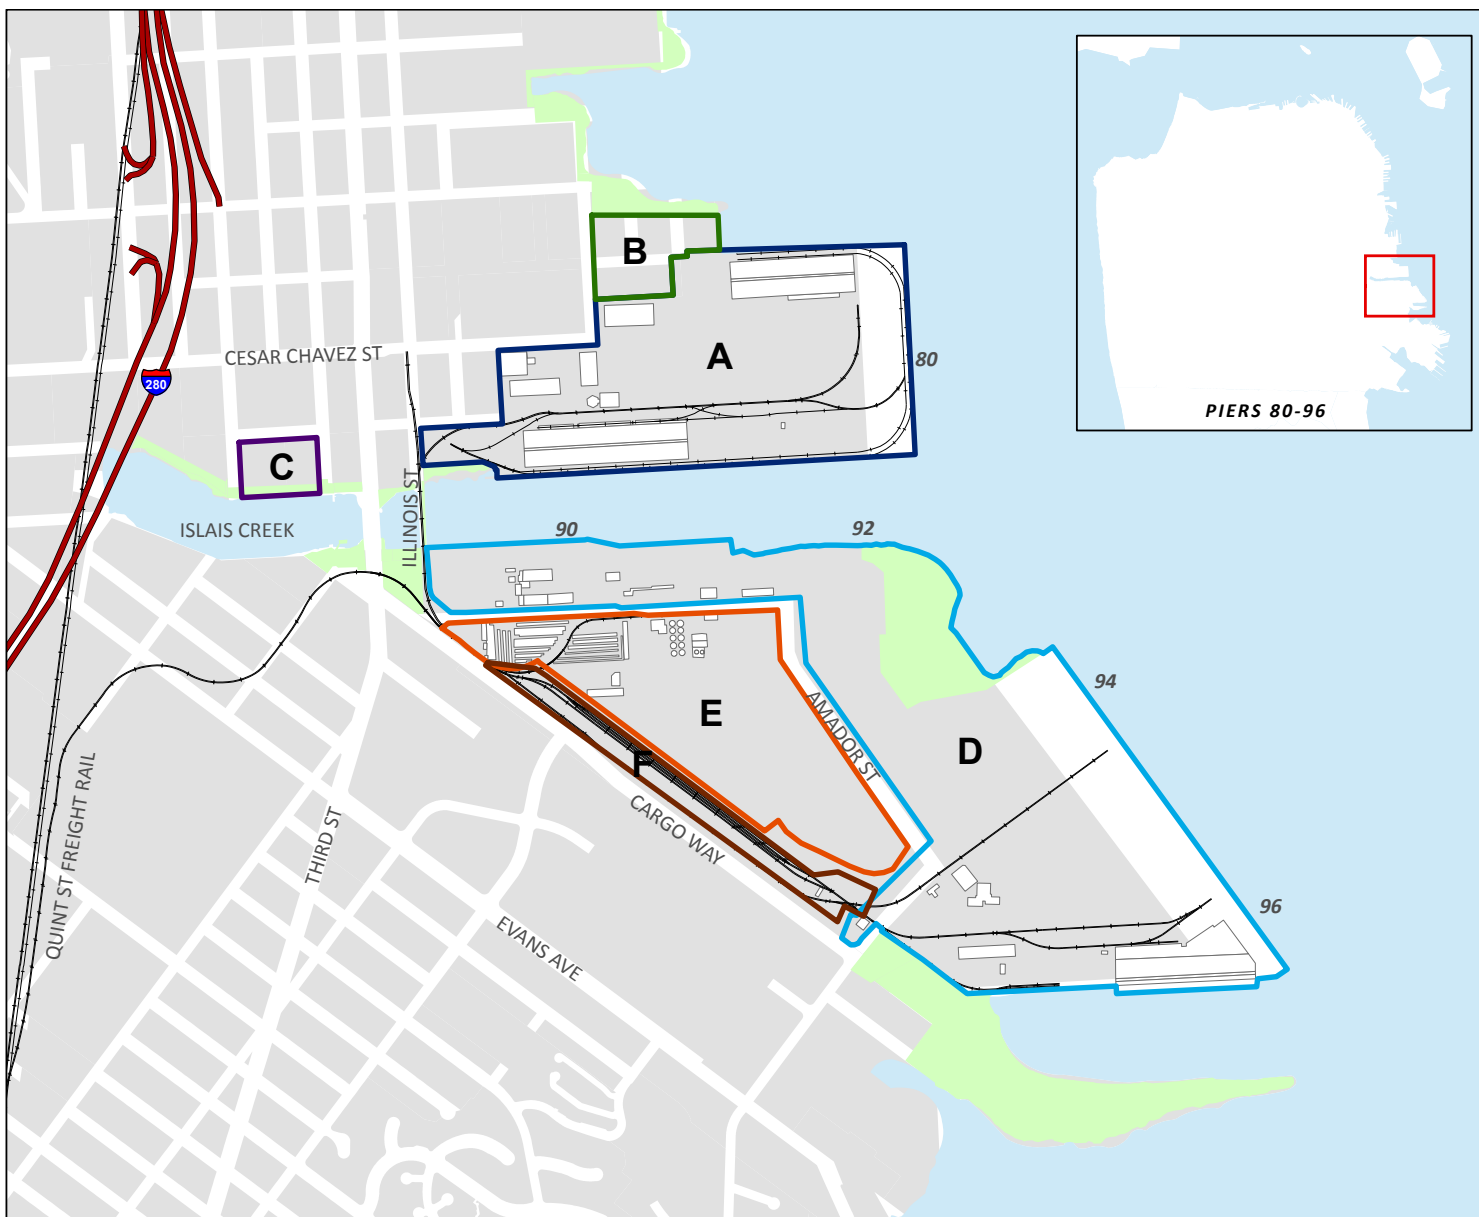 PIERS 80-96
B
A
80
CESAR CHAVEZ ST
280
C
ILLINOIS ST
ISLAIS CREEK
90
92
94
E
AMADOR ST
D
F
CARGO WAY
QUINT ST FREIGHT RAIL
THIRD ST
96
EVANS AVE